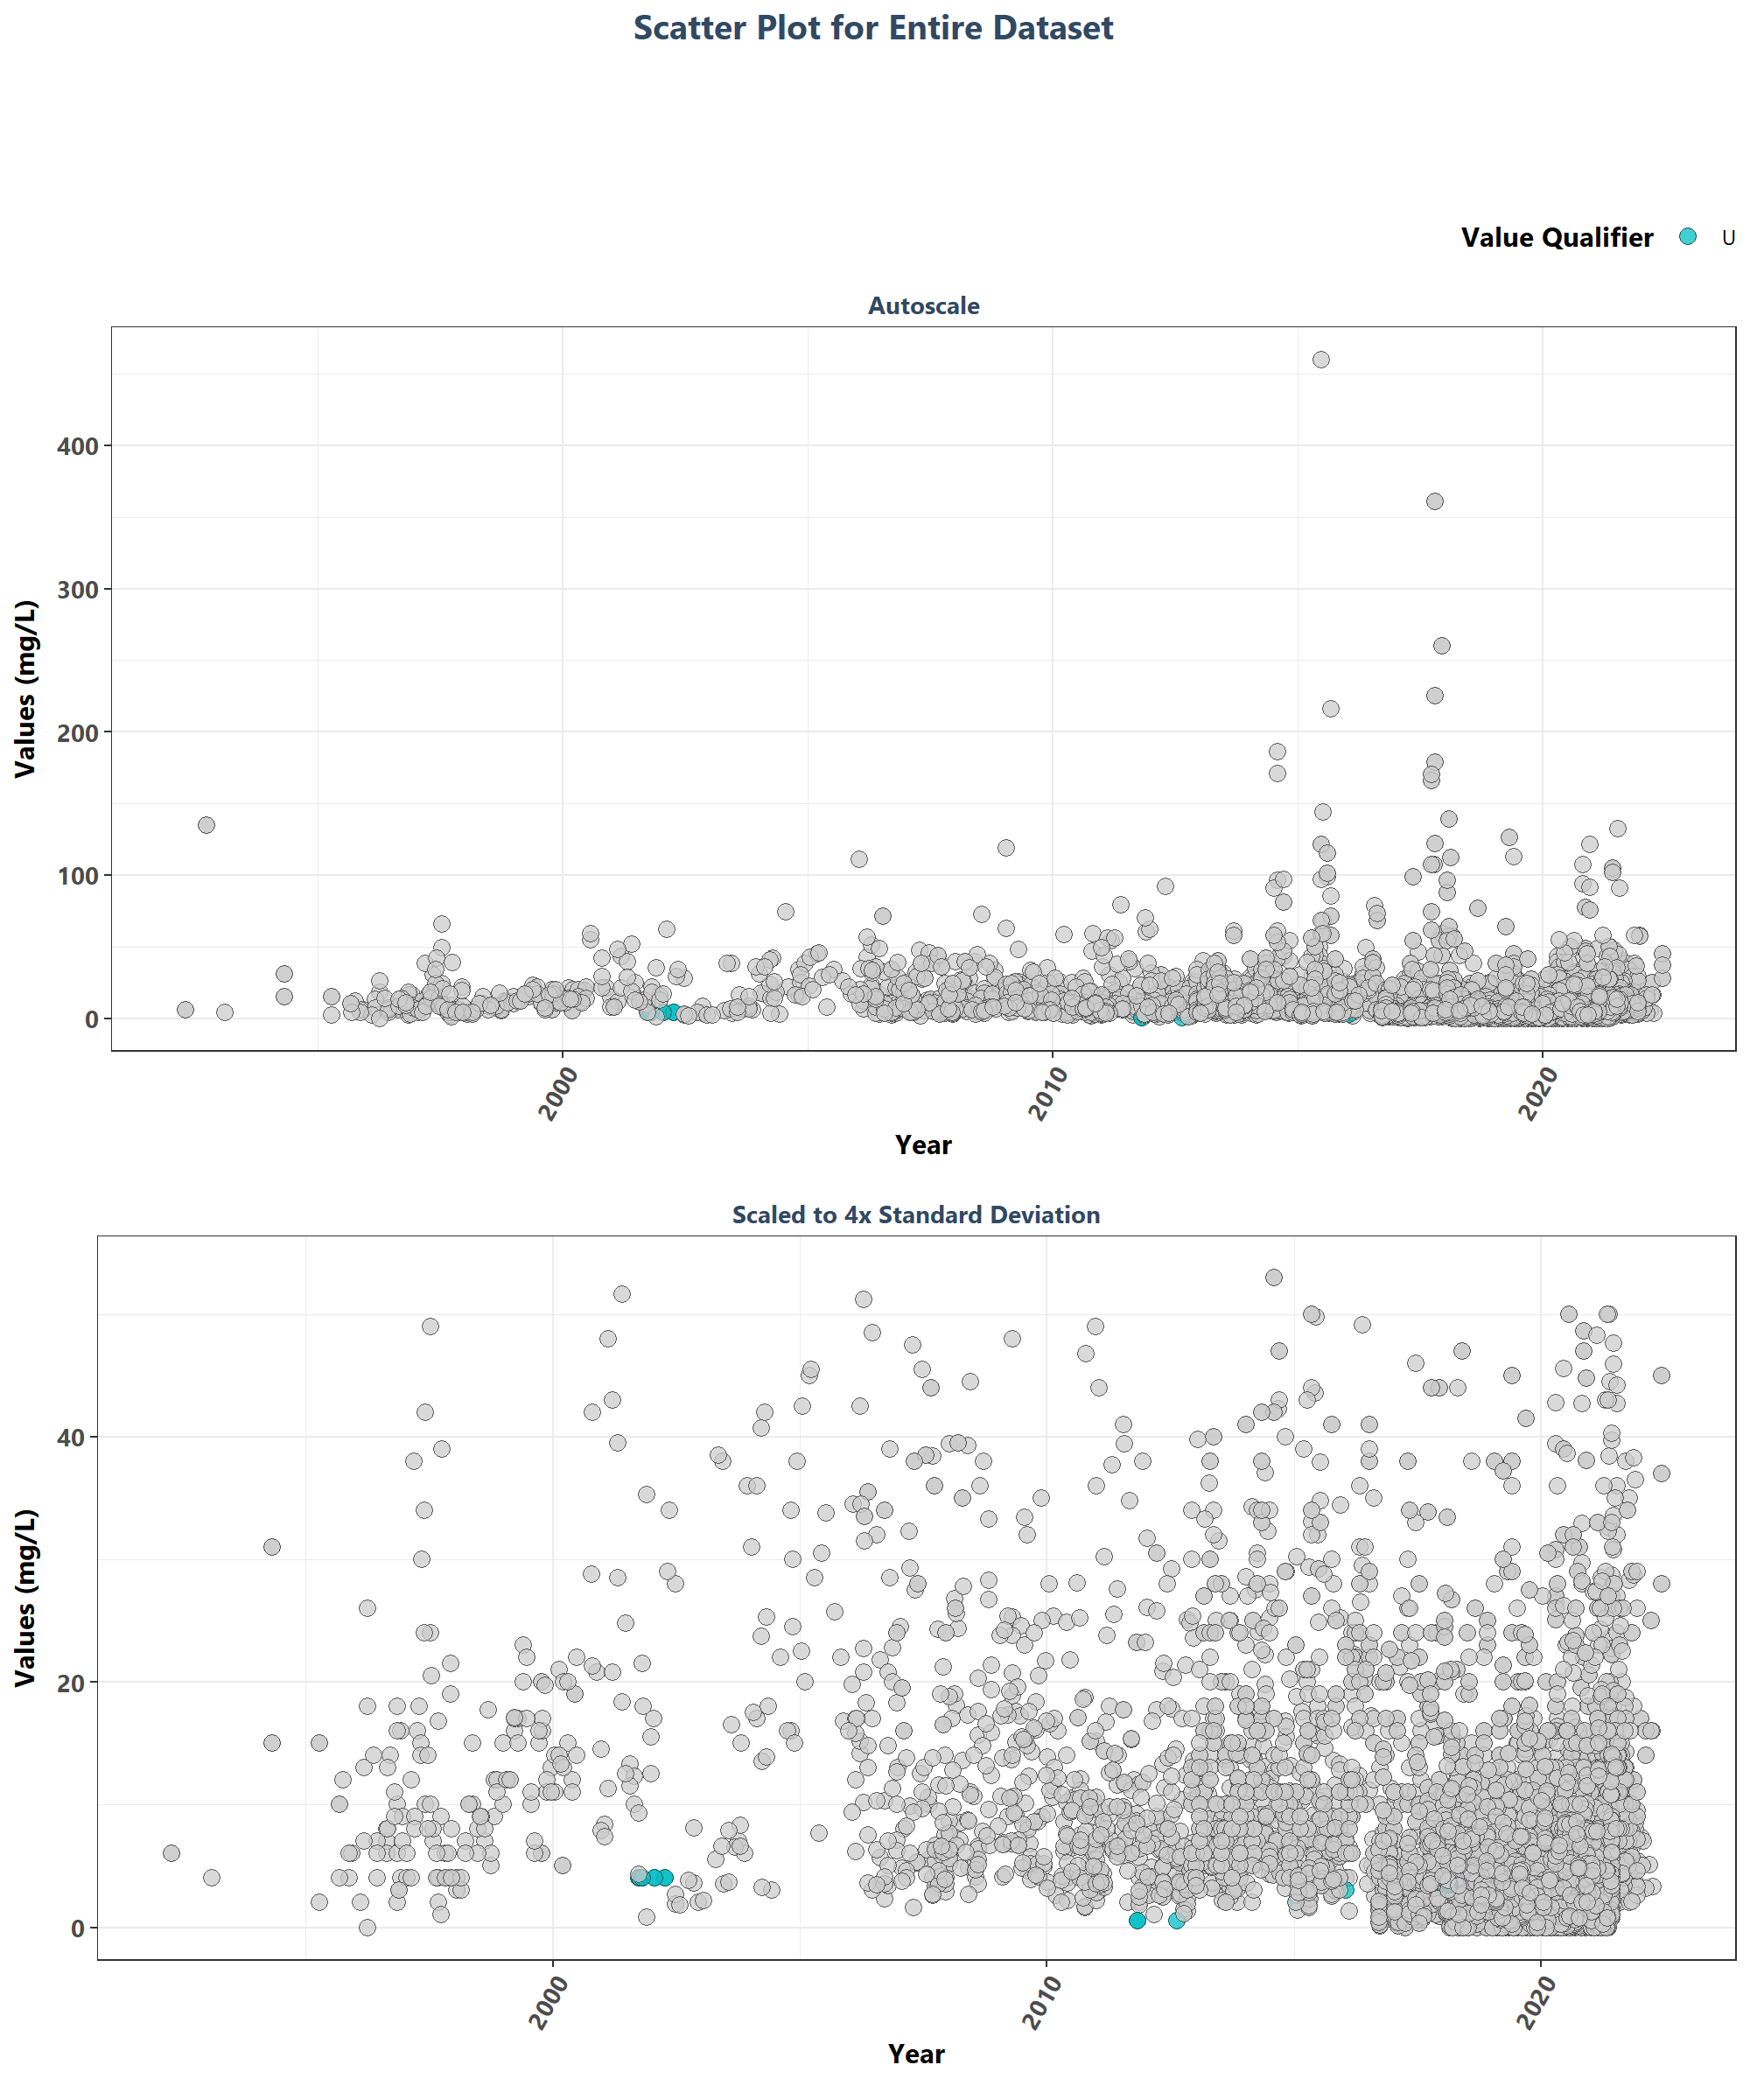 Scatter Plot for Entire Dataset
Value Qualifier U
Autoscale
400
300
200
100
0
Values (mg/L)
2000 2010 2020
Year
Scaled to 4x Standard Deviation
40
20
0
Values (mg/L)
2000 2010 2020
Year